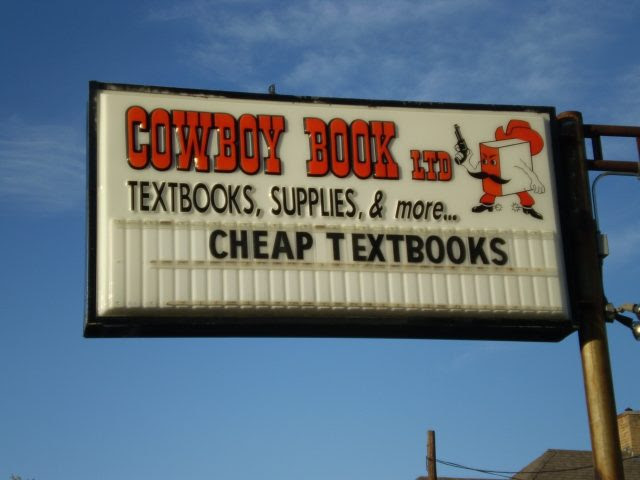 COWBOY BOOK LTD
TEXTBOOKS, SUPPLIES, & more...
CHEAP TEXTBOOKS